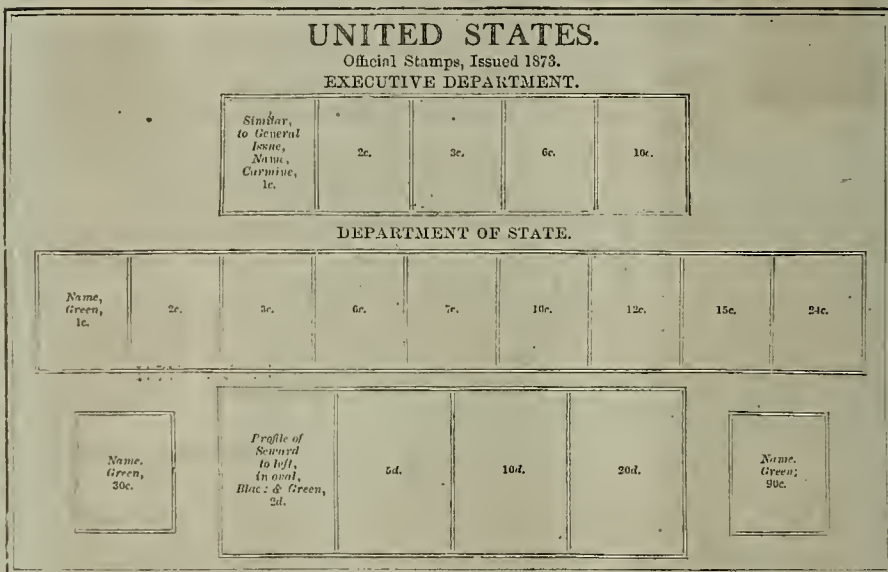 UNITED STATES.
Official Stamps, Issued 1873.
EXECUTIVE DEPARTMENT.
Similar,
to General
Issue,
Name,
Carmine,
1c.
2c.
3c.
6c.
10c.
DEPARTMENT OF STATE.
Name,
Green,
1c.
2c.
3c.
6c.
7c.
10c.
12c.
15c.
24c.
Name.
Green,
30c.
Profile of
Seward
to left,
in oval,
Blac: & Green,
2d.
5d.
10d.
20d.
Name.
Green;
90c.